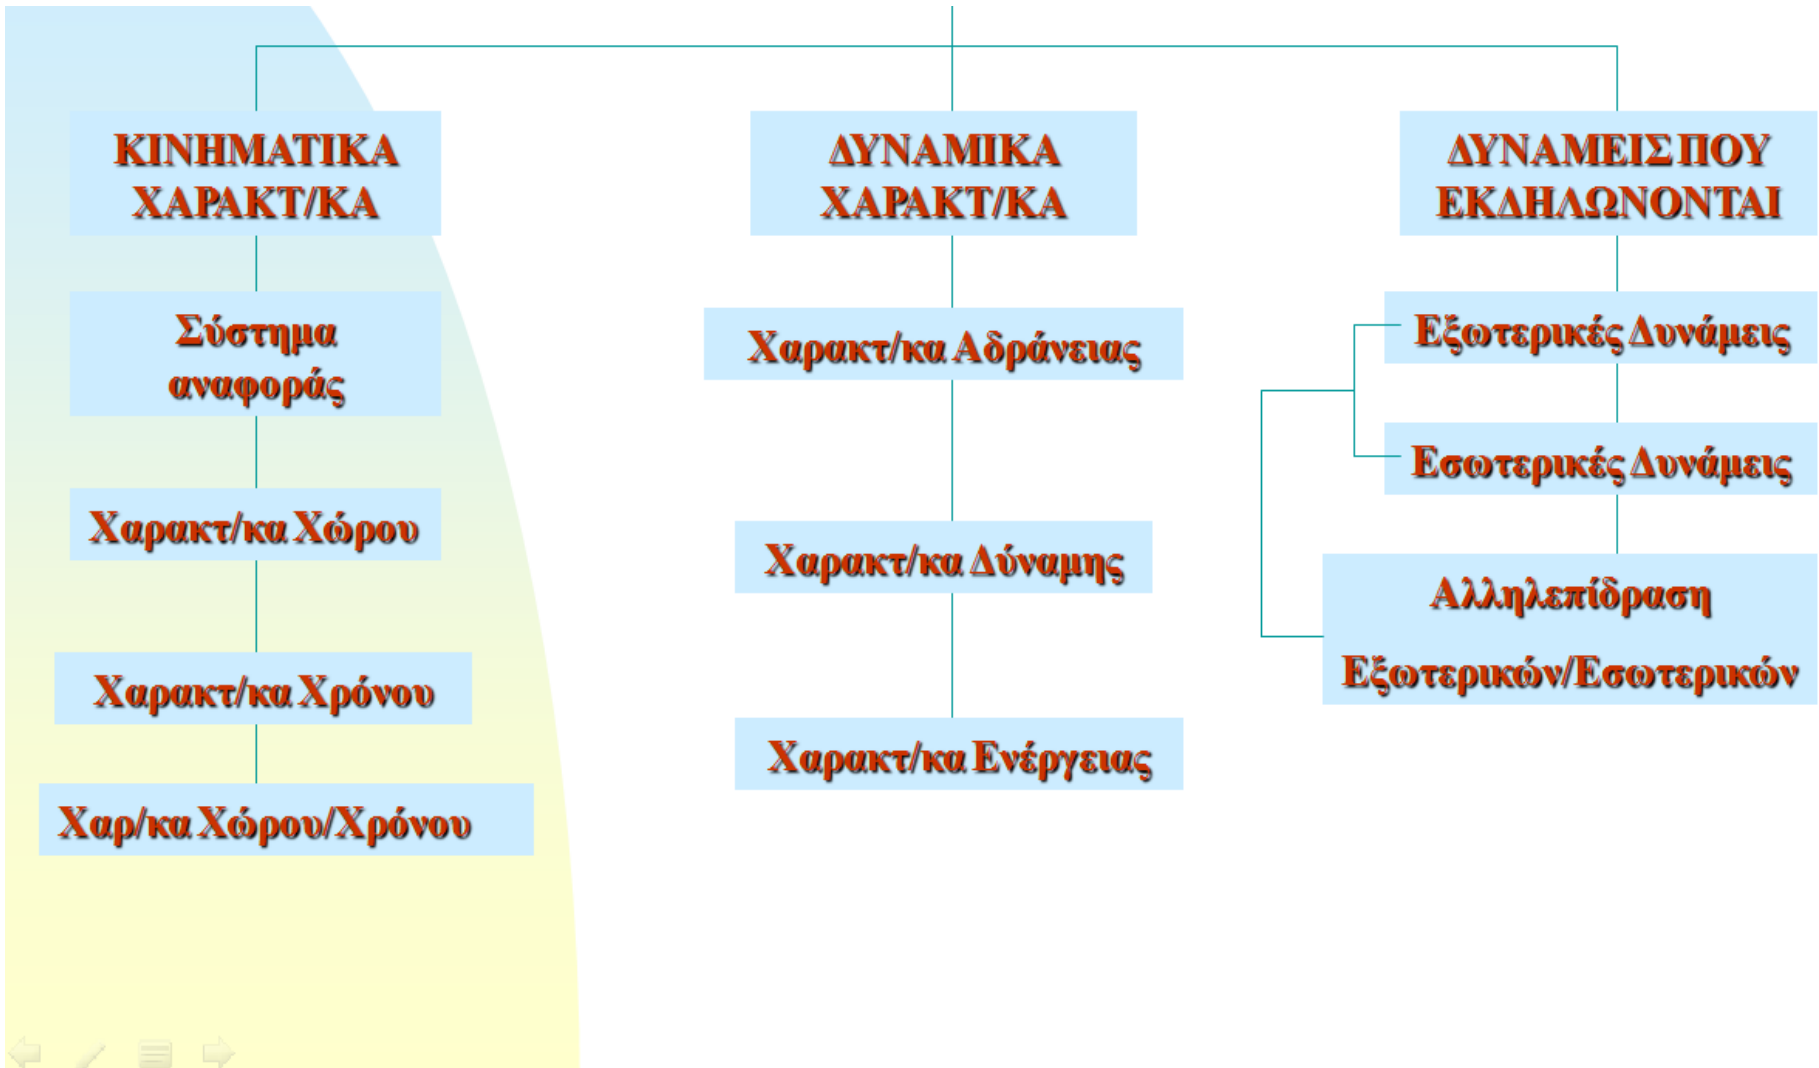 ΚΙΝΗΜΑΤΙΚΑ
ΧΑΡΑΚΤ/ΚΑ
Σύστημα
αναφοράς
Χαρακτ/κα Χώρου
Χαρακτ/κα Χρόνου
Χαρ/κα Χώρου/Χρόνου
ΔΥΝΑΜΙΚΑ
ΧΑΡΑΚΤ/ΚΑ
Χαρακτ/κα Αδράνειας
Χαρακτ/κα Δύναμης
Χαρακτ/κα Ενέργειας
ΔΥΝΑΜΕΙΣ ΠΟΥ
ΕΚΔΗΛΩΝΟΝΤΑΙ
Εξωτερικές Δυνάμεις
Εσωτερικές Δυνάμεις
Αλληλεπίδραση
Εξωτερικών/Εσωτερικών